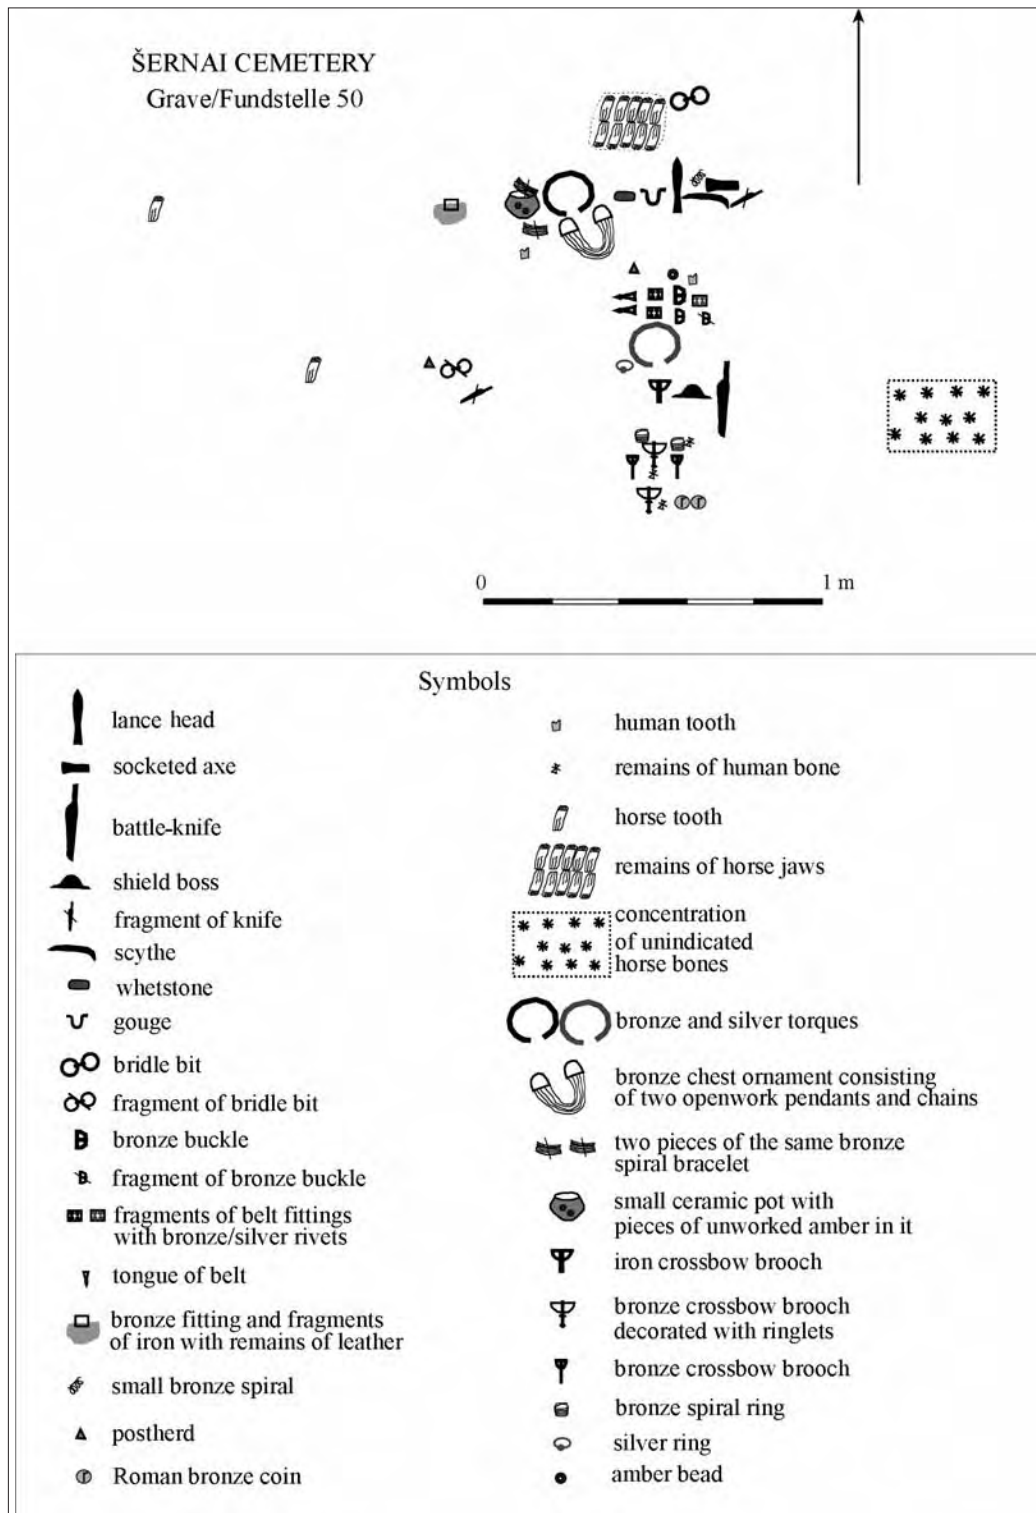 ŠERNAI CEMETERY
Grave/Fundstelle 50
0 1 m
Symbols
lance head
socketed axe
battle-knife
shield boss
fragment of knife
scythe
whetstone
gouge
bridle bit
fragment of bridle bit
bronze buckle
fragment of bronze buckle
fragments of belt fittings
with bronze/silver rivets
tongue of belt
bronze fitting and fragments
of iron with remains of leather
small bronze spiral
postherd
Roman bronze coin
human tooth
remains of human bone
horse tooth
remains of horse jaws
concentration
of unindicated
horse bones
bronze and silver torques
bronze chest ornament consisting
of two openwork pendants and chains
two pieces of the same bronze
spiral bracelet
small ceramic pot with
pieces of unworked amber in it
iron crossbow brooch
bronze crossbow brooch
decorated with ringlets
bronze crossbow brooch
bronze spiral ring
silver ring
amber bead